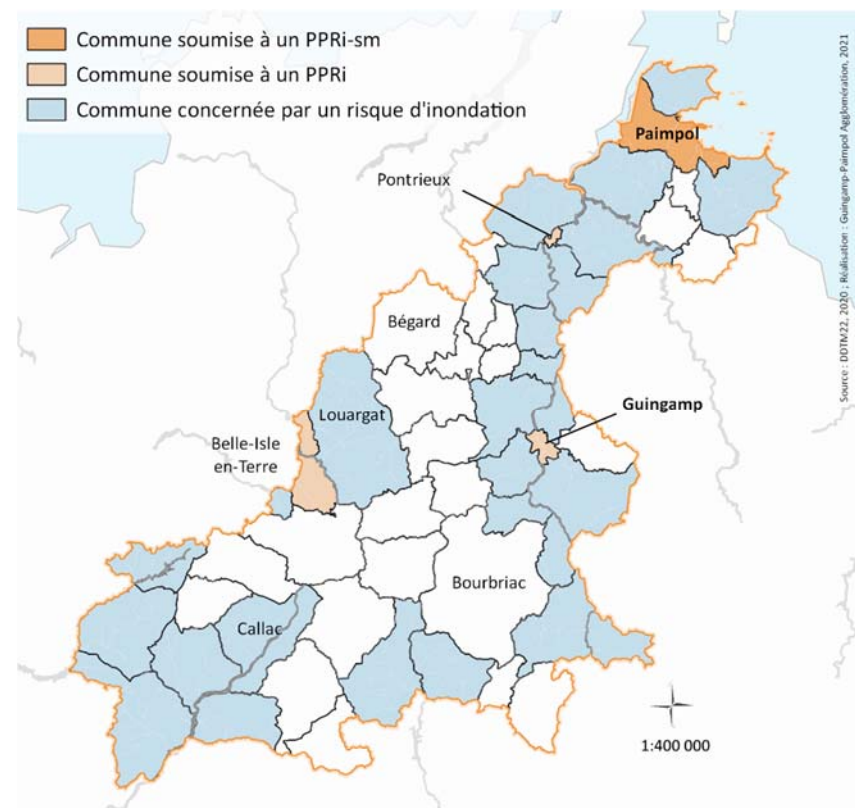 Commune soumise à un PPRi-sm
Commune soumise à un PPRi
Commune concernée par un risque d'inondation
Paimpol
Pontrieux
Bégard
Louargat
Guingamp
Belle-Isle
en-Terre
Bourbriac
Callac
1:400 000
Source : DDTM22, 2020 ; Réalisation : Guingamp-Paimpol Agglomération, 2021